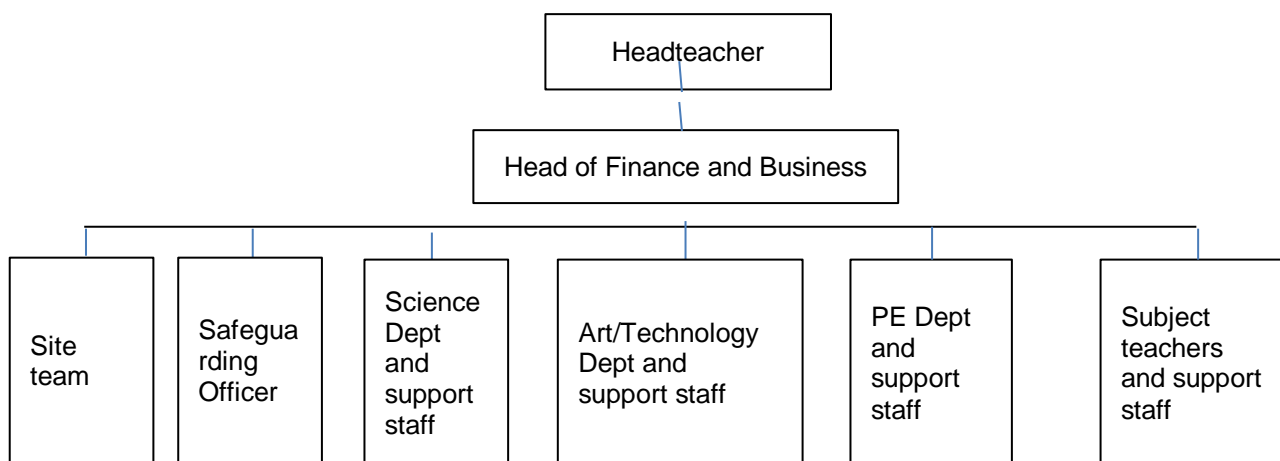 Headteacher
Head of Finance and Business
Site
team
Safegua
rding
Officer
Science
Dept
and
support
staff
Art/Technology
Dept and
support staff
PE Dept
and
support
staff
Subject
teachers
and support
staff